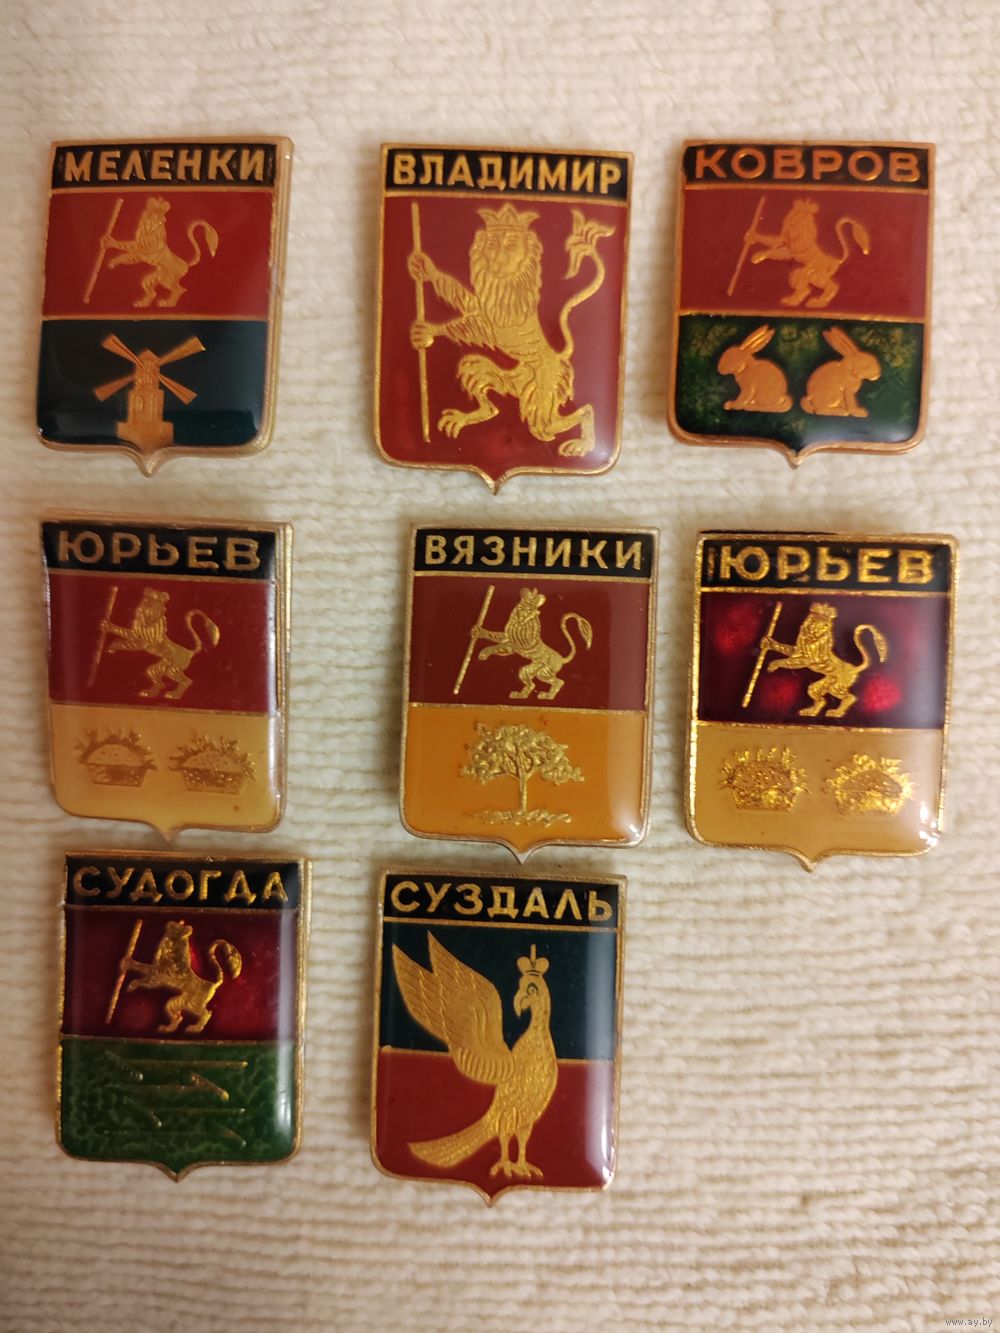 МЕЛЕНКИ
ВЛАДИМИР
КОВРОВ
ЮРЬЕВ
ВЯЗНИКИ
ЮРЬЕВ
СУДОГДА
СУЗДАЛЬ
www.ay.by